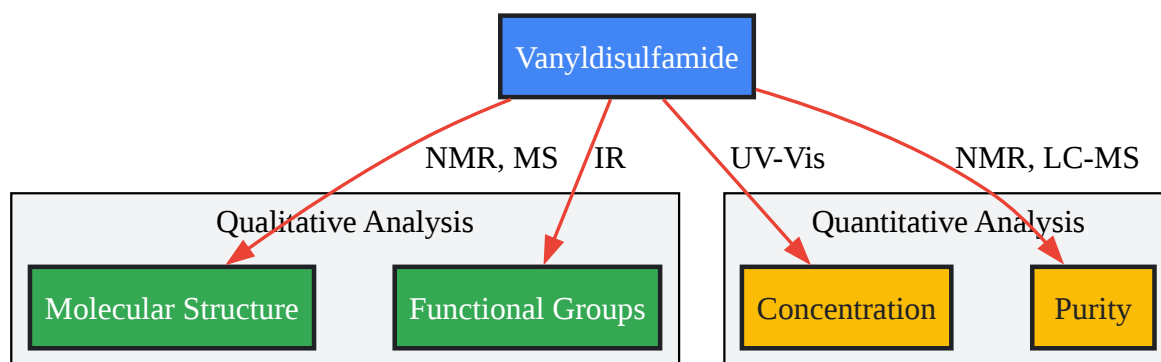 Vanyldisulfamide
NMR, MS
IR
UV-Vis
NMR, LC-MS
Qualitative Analysis
Quantitative Analysis
Molecular Structure
Functional Groups
Concentration
Purity